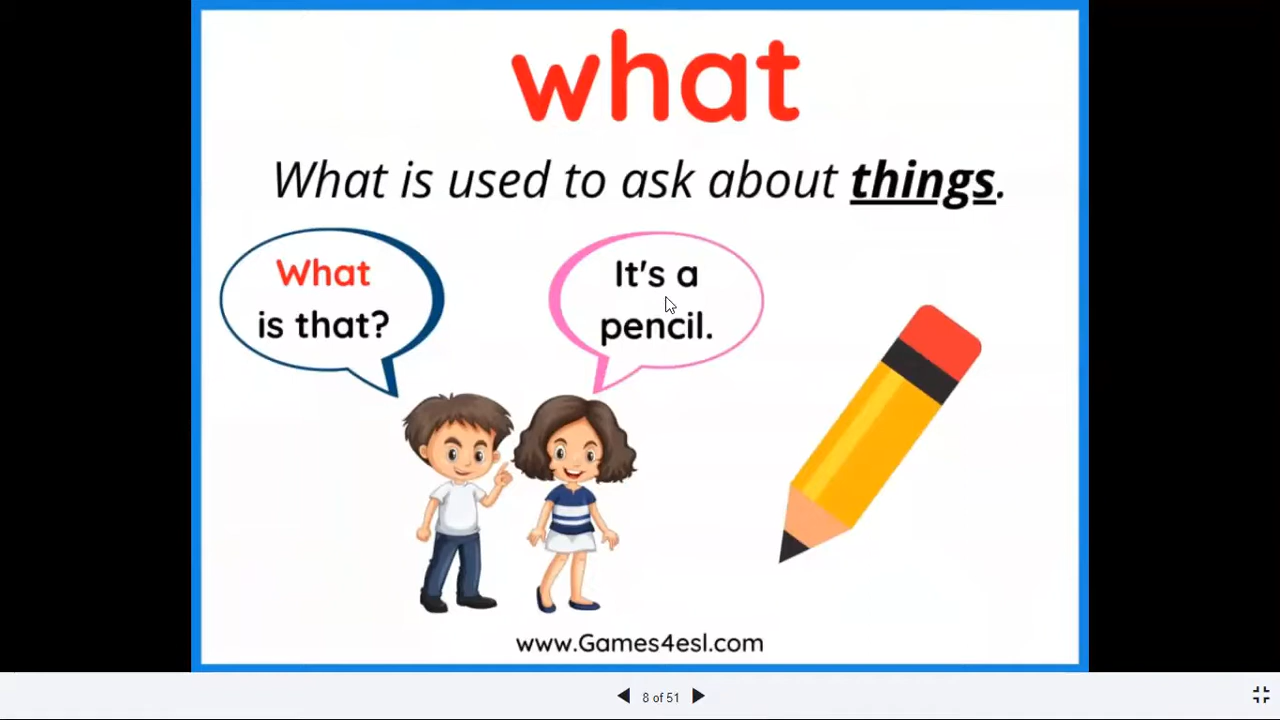 what
What is used to ask about things.
What
is that?
It's a
pencil.
www.Games4esl.com
8 of 51